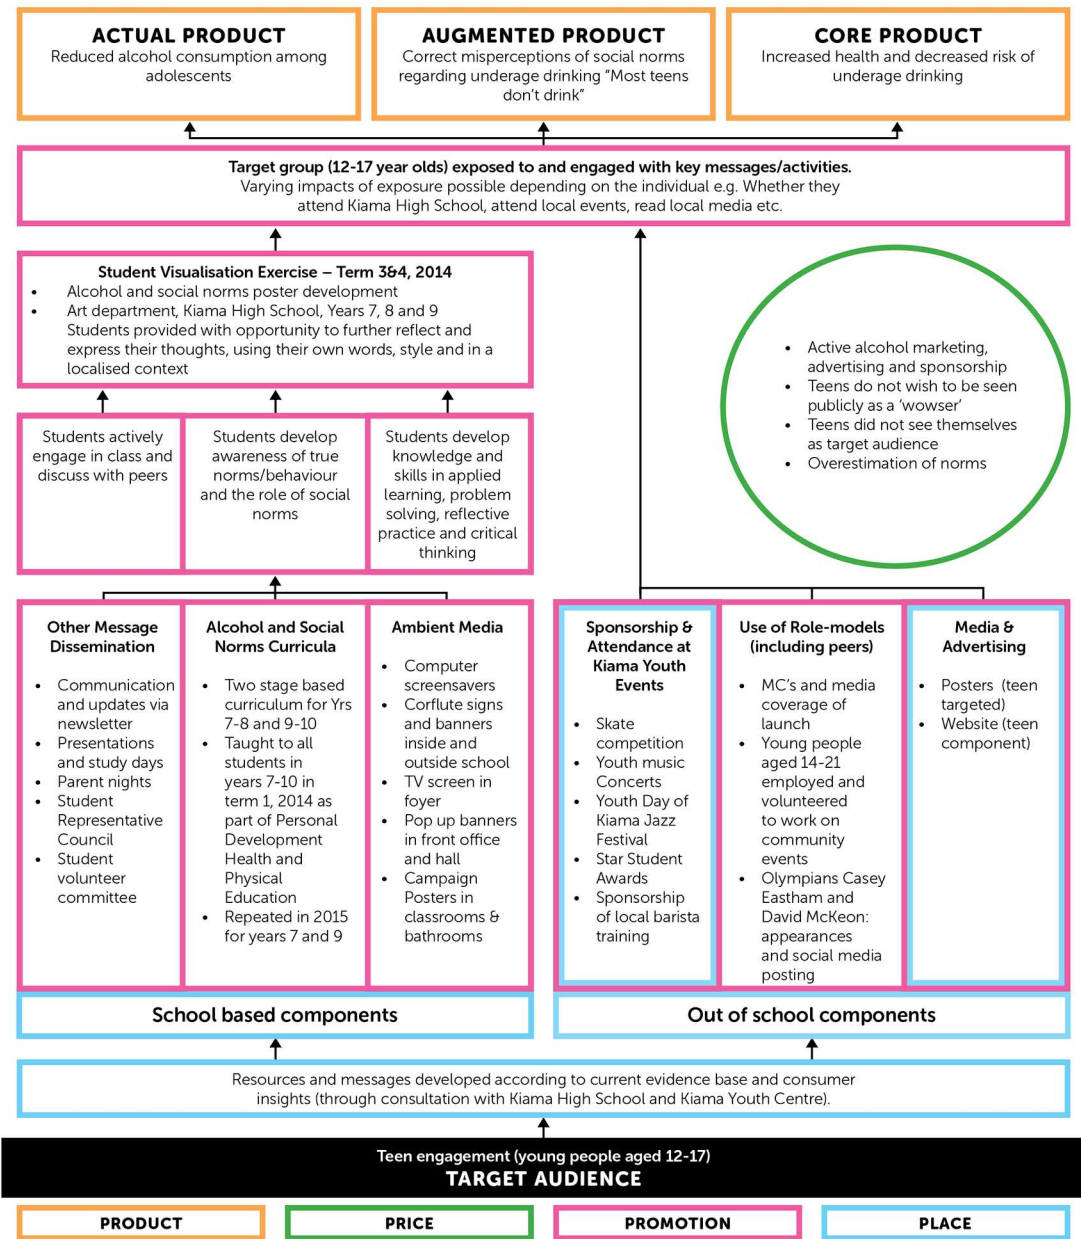 ACTUAL PRODUCT
Reduced alcohol consumption among
adolescents
AUGMENTED PRODUCT
Correct misperceptions of social norms
regarding underage drinking “Most teens
don’t drink”
CORE PRODUCT
Increased health and decreased risk of
underage drinking
Target group (12-17 year olds) exposed to and engaged with key messages/activities.
Varying impacts of exposure possible depending on the individual e.g. Whether they
attend Kiama High School, attend local events, read local media etc.
Student Visualisation Exercise – Term 3&4, 2014
• Alcohol and social norms poster development
• Art department, Kiama High School, Years 7, 8 and 9
Students provided with opportunity to further reflect and
express their thoughts, using their own words, style and in a
localised context
• Active alcohol marketing,
advertising and sponsorship
• Teens do not wish to be seen
publicly as a ‘wowser’
• Teens did not see themselves
as target audience
• Overestimation of norms
Students actively
engage in class and
discuss with peers
Students develop
awareness of true
norms/behaviour
and the role of social
norms
Students develop
knowledge and
skills in applied
learning, problem
solving, reflective
practice and critical
thinking
Other Message
Dissemination
• Communication
and updates via
newsletter
• Presentations
and study days
• Parent nights
• Student
Representative
Council
• Student
volunteer
committee
Alcohol and Social
Norms Curricula
• Two stage based
curriculum for Yrs
7-8 and 9-10
• Taught to all
students in
years 7-10 in
term 1, 2014 as
part of Personal
Development
Health and
Physical
Education
• Repeated in 2015
for years 7 and 9
Ambient Media
• Computer
screensavers
• Corflute signs
and banners
inside and
outside school
• TV screen in
foyer
• Pop up banners
in front office
and hall
• Campaign
Posters in
classrooms &
bathrooms
Sponsorship &
Attendance at
Kiama Youth
Events
• Skate
competition
• Youth music
Concerts
• Youth Day of
Kiama Jazz
Festival
• Star Student
Awards
• Sponsorship
of local barista
training
Use of Role-models
(including peers)
• MC’s and media
coverage of
launch
• Young people
aged 14-21
employed and
volunteered
to work on
community
events
• Olympians Casey
Eastham and
David McKeon:
appearances
and social media
posting
Media &
Advertising
• Posters (teen
targeted)
• Website (teen
component)
School based components
Out of school components
Resources and messages developed according to current evidence base and consumer
insights (through consultation with Kiama High School and Kiama Youth Centre).
Teen engagement (young people aged 12-17)
TARGET AUDIENCE
PRODUCT
PRICE
PROMOTION
PLACE